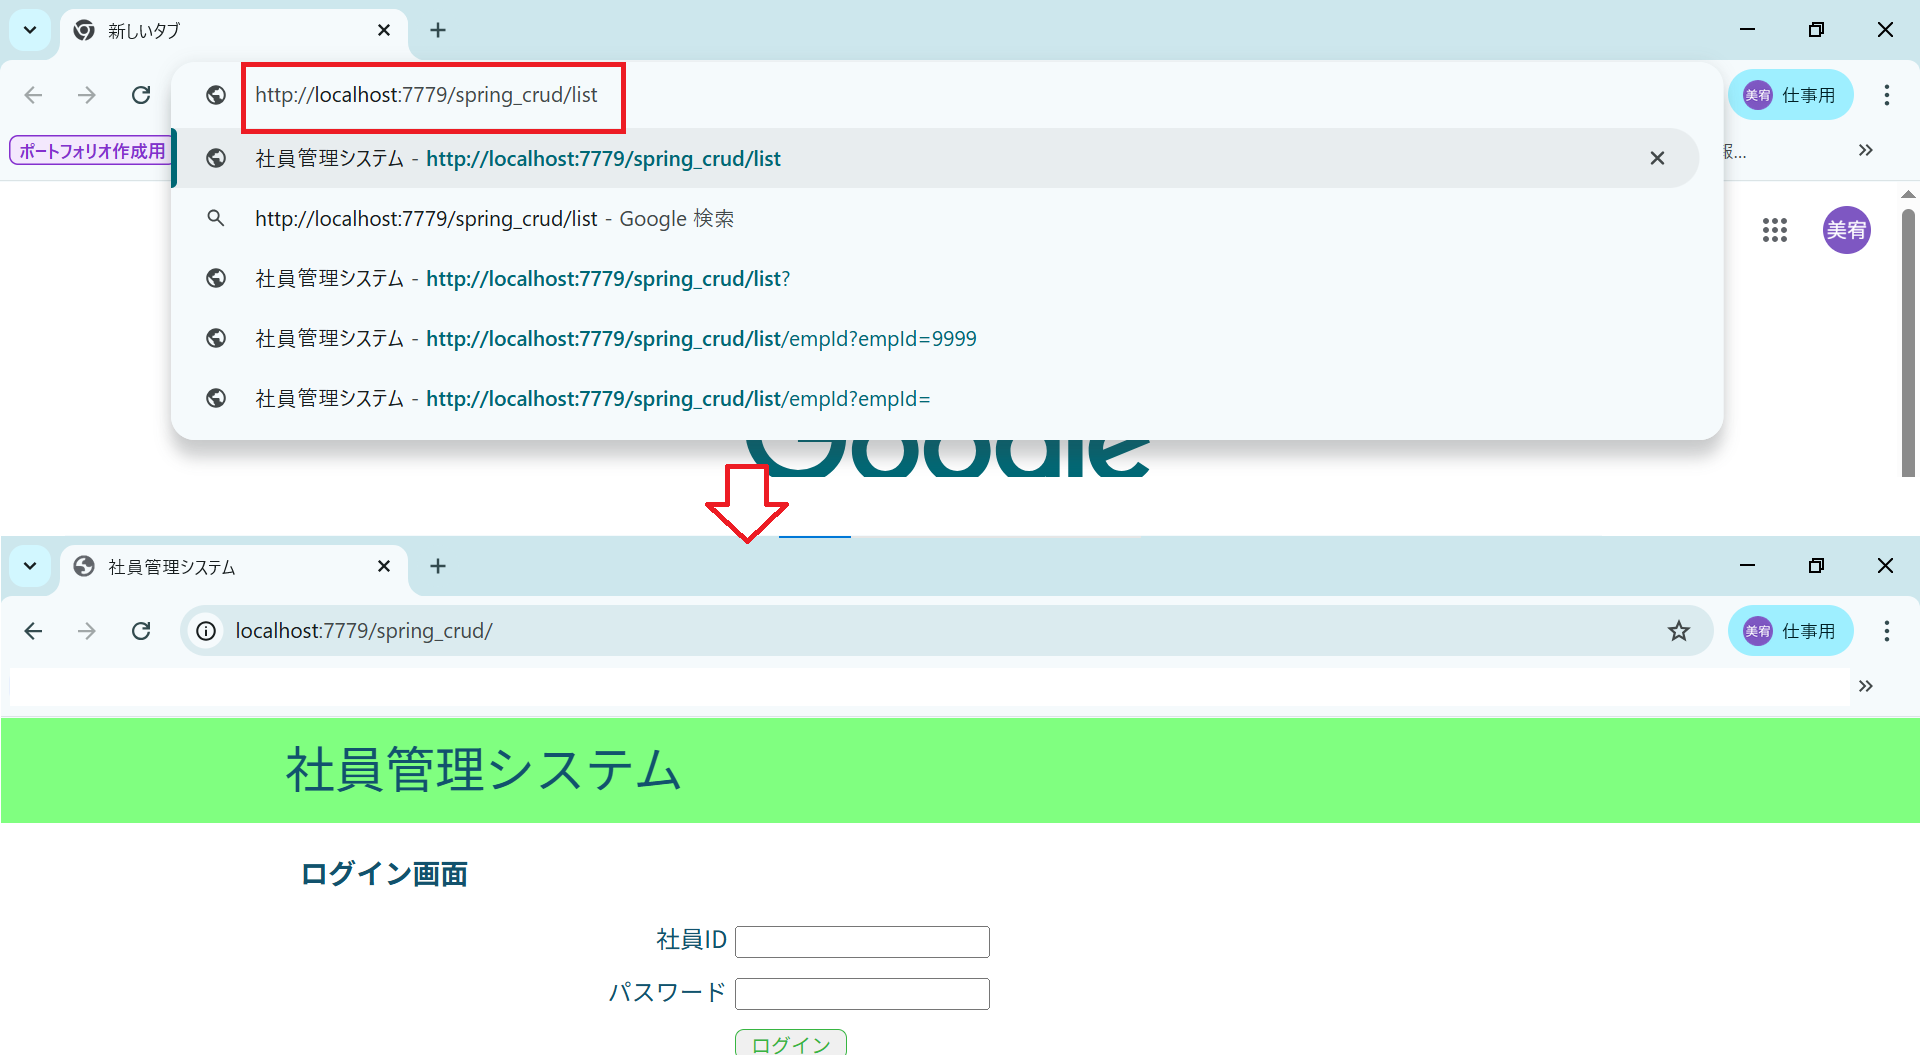 新しいタブ
http://localhost:7779/spring_crud/list
美宥 仕事用
ポートフォリオ作成用
社員管理システム - http://localhost:7779/spring_crud/list
報...
http://localhost:7779/spring_crud/list - Google 検索
美宥
社員管理システム - http://localhost:7779/spring_crud/list?
社員管理システム - http://localhost:7779/spring_crud/list/empId?empId=9999
社員管理システム - http://localhost:7779/spring_crud/list/empId?empId=
Google
社員管理システム
localhost:7779/spring_crud/
美宥 仕事用
社員管理システム
ログイン画面
社員ID
パスワード
ログイン